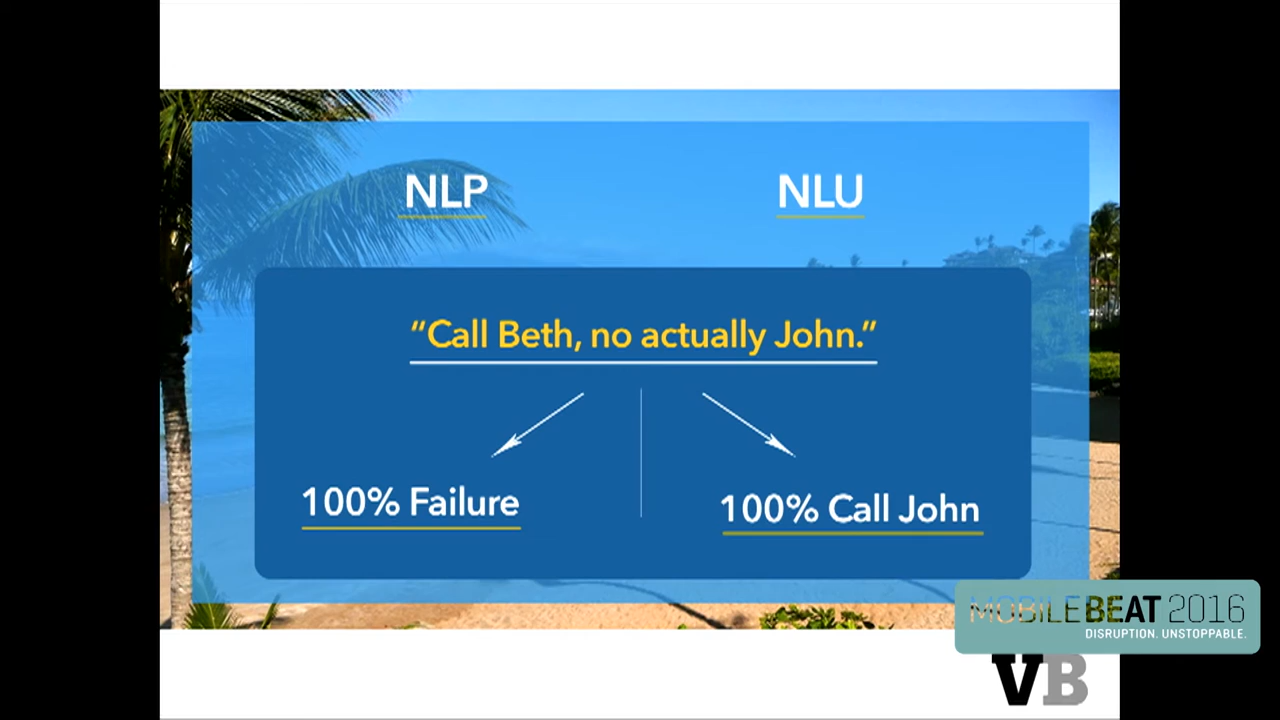 NLP
NLU
“Call Beth, no actually John.”
100% Failure
100% Call John
MOBILEBEAT 2016
DISRUPTION. UNSTOPPABLE.
VB